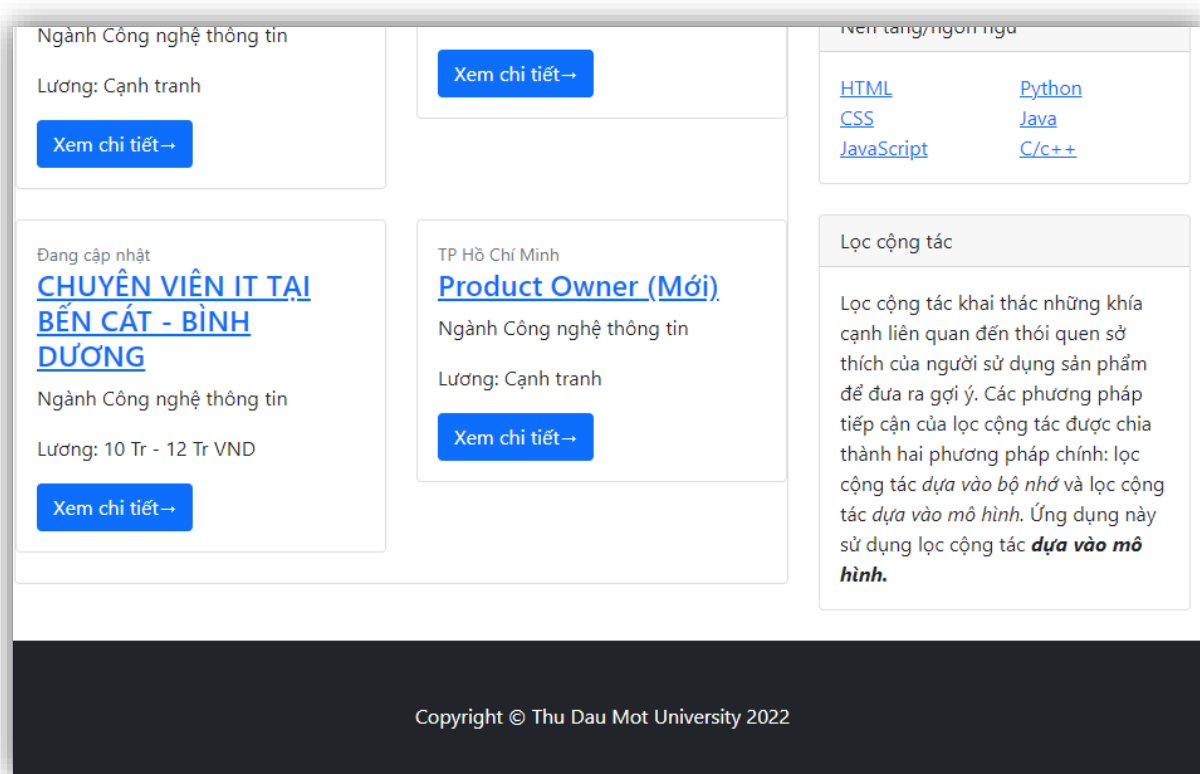 Ngành Công nghệ thông tin
Lương: Cạnh tranh
Xem chi tiết→
Xem chi tiết→
Nền tảng/ngôn ngữ
HTML
CSS
JavaScript
Python
Java
C/c++
Đang cập nhật
CHUYÊN VIÊN IT TẠI
BẾN CÁT - BÌNH
DƯƠNG
Ngành Công nghệ thông tin
Lương: 10 Tr - 12 Tr VND
Xem chi tiết→
TP Hồ Chí Minh
Product Owner (Mới)
Ngành Công nghệ thông tin
Lương: Cạnh tranh
Xem chi tiết→
Lọc cộng tác
Lọc cộng tác khai thác những khía
cạnh liên quan đến thói quen sở
thích của người sử dụng sản phẩm
để đưa ra gợi ý. Các phương pháp
tiếp cận của lọc cộng tác được chia
thành hai phương pháp chính: lọc
cộng tác dựa vào bộ nhớ và lọc cộng
tác dựa vào mô hình. Ứng dụng này
sử dụng lọc cộng tác dựa vào mô
hình.
Copyright © Thu Dau Mot University 2022